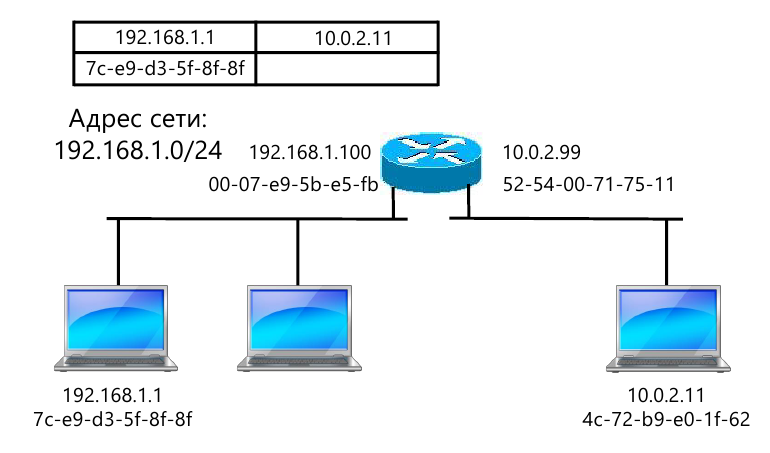 192.168.1.1 10.0.2.11
7c-e9-d3-5f-8f-8f
Адрес сети:
192.168.1.0/24
192.168.1.100
00-07-e9-5b-e5-fb
10.0.2.99
52-54-00-71-75-11
192.168.1.1
7c-e9-d3-5f-8f-8f
10.0.2.11
4c-72-b9-e0-1f-62